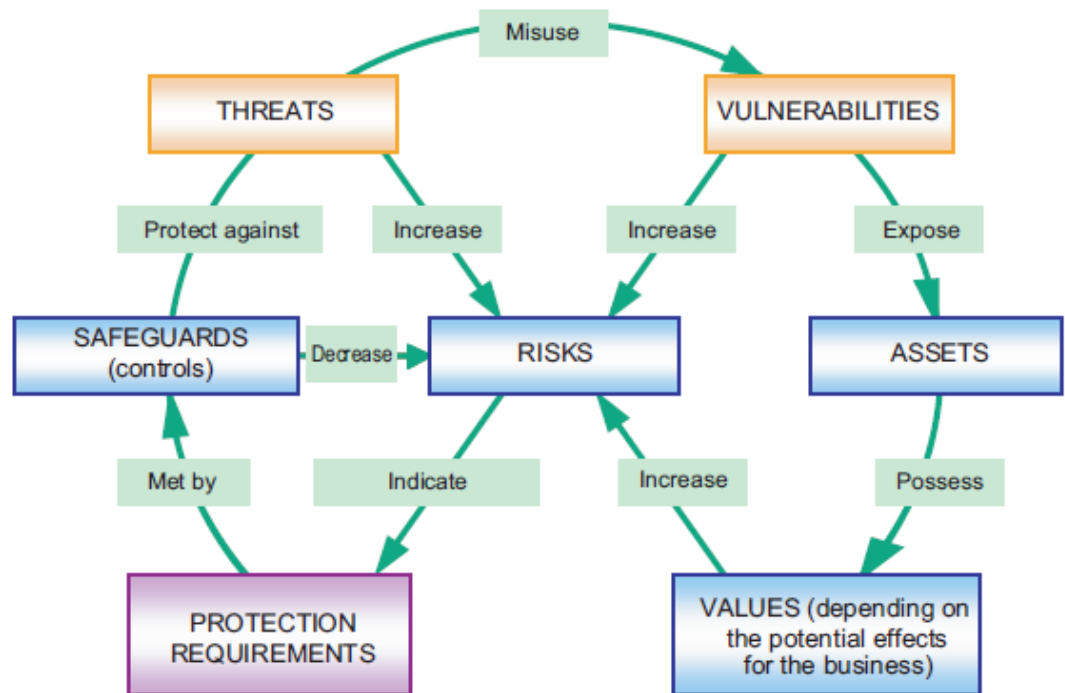 Misuse
THREATS
VULNERABILITIES
Protect against
Increase
Increase
Expose
SAFEGUARDS
(controls)
Decrease
RISKS
ASSETS
Met by
Indicate
Increase
Possess
PROTECTION
REQUIREMENTS
VALUES (depending on
the potential effects
for the business)